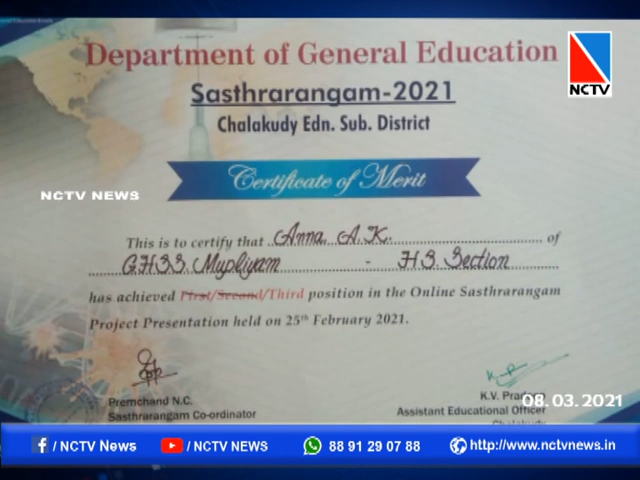 Department of General Education
NCTV
Sasthrarangam-2021
Chalakudy Edn. Sub. District
Certificate of Merit
NCTV NEWS
This is to certify that Anna. A.K. of
G.H.S.S. Mupliyam - H.S. Section
has achieved First/Second/Third position in the Online Sasthrarangam
Project Presentation held on 25th February 2021.
Premchand N.C.
Sasthrarangam Co-ordinator
K.V. Pradeep
08.03.2021
Assistant Educational Officer
Chalakudy
/ NCTV News / NCTV NEWS 88 91 29 07 88 http://www.nctvnews.in